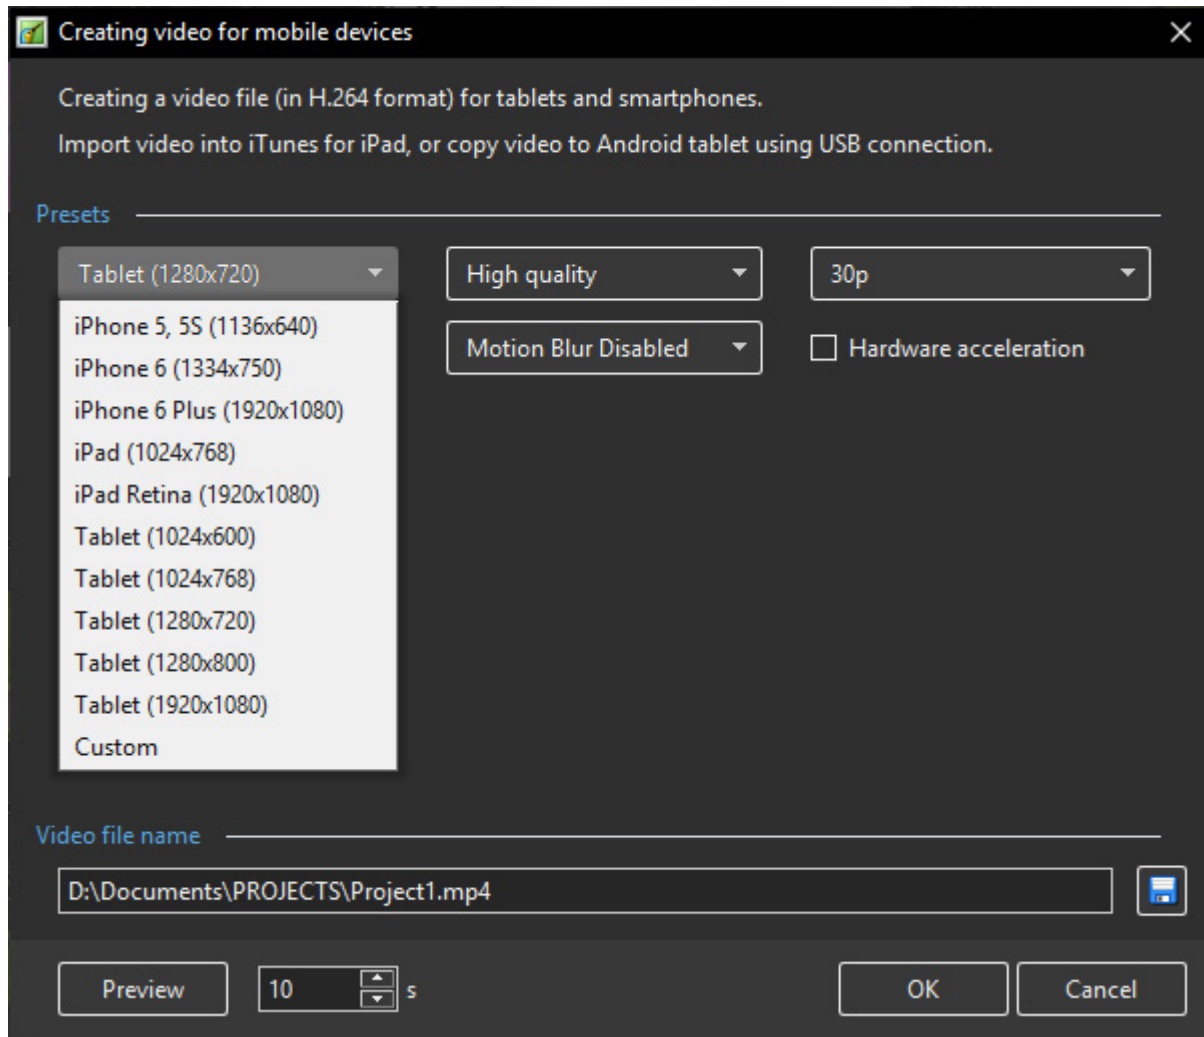 Creating video for mobile devices
Creating a video file (in H.264 format) for tablets and smartphones.
Import video into iTunes for iPad, or copy video to Android tablet using USB connection.
Presets
Tablet (1280x720)
High quality
30p
iPhone 5, 5S (1136x640)
iPhone 6 (1334x750)
iPhone 6 Plus (1920x1080)
iPad (1024x768)
iPad Retina (1920x1080)
Tablet (1024x600)
Tablet (1024x768)
Tablet (1280x720)
Tablet (1280x800)
Tablet (1920x1080)
Custom
Motion Blur Disabled
Hardware acceleration
Video file name
D:\Documents\PROJECTS\Project1.mp4
Preview
10
s
OK
Cancel